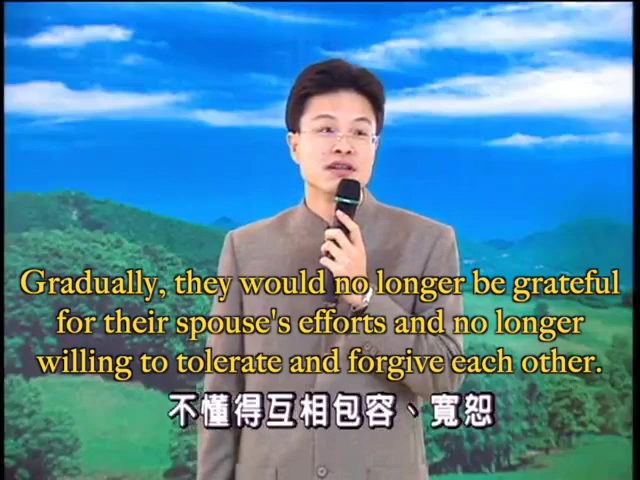 Gradually, they would no longer be grateful
for their spouse's efforts and no longer
willing to tolerate and forgive each other.
不懂得互相包容、寬恕